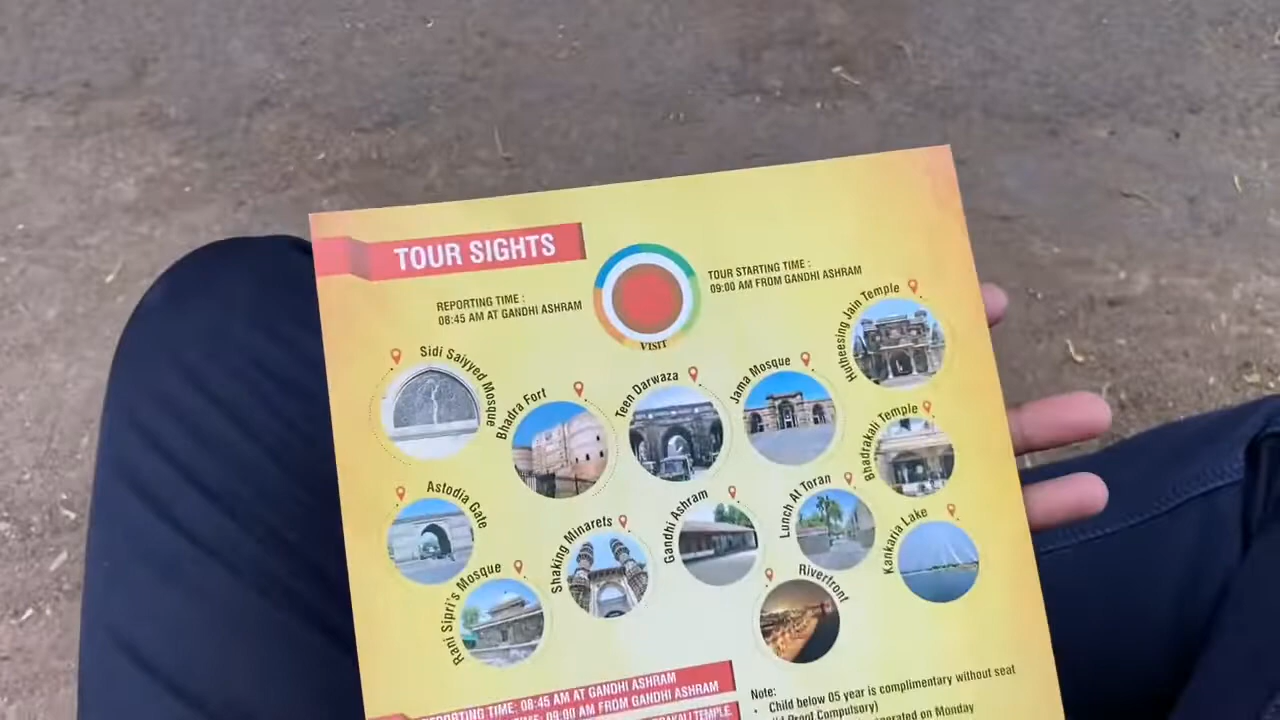 TOUR SIGHTS
REPORTING TIME :
08:45 AM AT GANDHI ASHRAM
TOUR STARTING TIME :
09:00 AM FROM GANDHI ASHRAM
VISIT
Sidi Saiyyed Mosque
Bhadra Fort
Teen Darwaza
Jama Mosque
Hutheesing Jain Temple
Bhadrakali Temple
Astodia Gate
Rani Sipri's Mosque
Shaking Minarets
Gandhi Ashram
Lunch At Toran
Riverfront
Kankaria Lake
REPORTING TIME: 08:45 AM AT GANDHI ASHRAM
TIME: 09:00 AM FROM GANDHI ASHRAM
TEMPLE
Note:
• Child below 05 year is complimentary without seat
Proof Compulsory)
on Monday